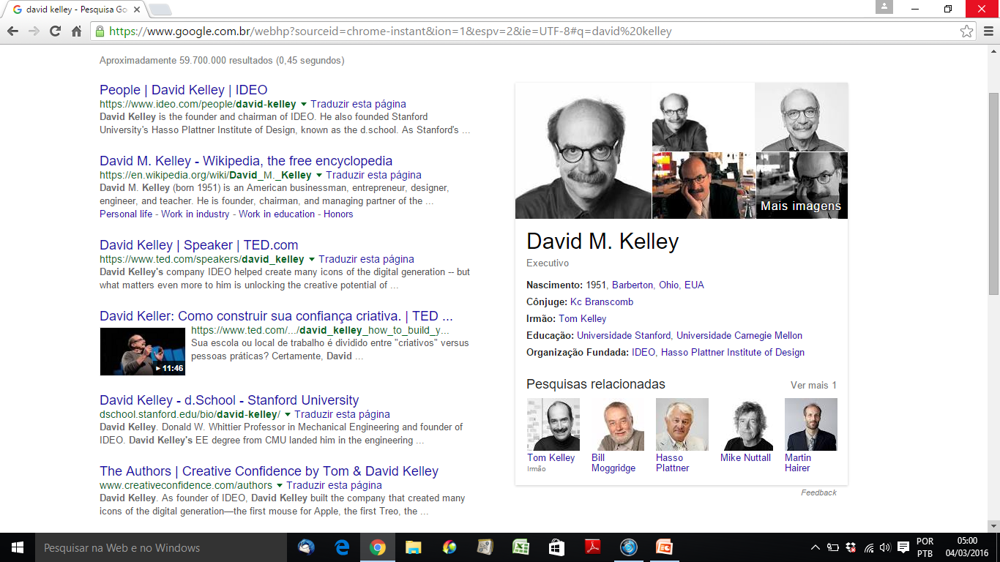 david kelley - Pesquisa Go
https://www.google.com.br/webhp?sourceid=chrome-instant&ion=1&espv=2&ie=UTF-8#q=david%20kelley
Aproximadamente 59.700.000 resultados (0,45 segundos)
People | David Kelley | IDEO
https://www.ideo.com/people/david-kelley Traduzir esta página
David Kelley is the founder and chairman of IDEO. He also founded Stanford
University's Hasso Plattner Institute of Design, known as the d.school. As Stanford's ...
David M. Kelley - Wikipedia, the free encyclopedia
https://en.wikipedia.org/wiki/David_M._Kelley Traduzir esta página
David M. Kelley (born 1951) is an American businessman, entrepreneur, designer,
engineer, and teacher. He is founder, chairman, and managing partner of the ...
Personal life - Work in industry - Work in education - Honors
David Kelley | Speaker | TED.com
https://www.ted.com/speakers/david_kelley Traduzir esta página
David Kelley's company IDEO helped create many icons of the digital generation -- but
what matters even more to him is unlocking the creative potential of ...
David Keller: Como construir sua confiança criativa. | TED ...
https://www.ted.com/.../david_kelley_how_to_build_y...
Sua escola ou local de trabalho é dividido entre "criativos" versus
pessoas práticas? Certamente, David ...
11:46
David Kelley - d.School - Stanford University
dschool.stanford.edu/bio/david-kelley/ Traduzir esta página
David Kelley. Donald W. Whittier Professor in Mechanical Engineering and founder of
IDEO. David Kelley's EE degree from CMU landed him in the engineering ...
The Authors | Creative Confidence by Tom & David Kelley
www.creativeconfidence.com/authors Traduzir esta página
David Kelley. As founder of IDEO, David Kelley built the company that created many
icons of the digital generation—the first mouse for Apple, the first Treo, the ...
Mais imagens
David M. Kelley
Executivo
Nascimento: 1951, Barberton, Ohio, EUA
Cônjuge: Kc Branscomb
Irmão: Tom Kelley
Educação: Universidade Stanford, Universidade Carnegie Mellon
Organização Fundada: IDEO, Hasso Plattner Institute of Design
Pesquisas relacionadas Ver mais 1
Tom Kelley
Irmão
Bill
Moggridge
Hasso
Plattner
Mike Nuttall
Martin
Hairer
Feedback
Pesquisar na Web e no Windows
POR
PTB
05:00
04/03/2016